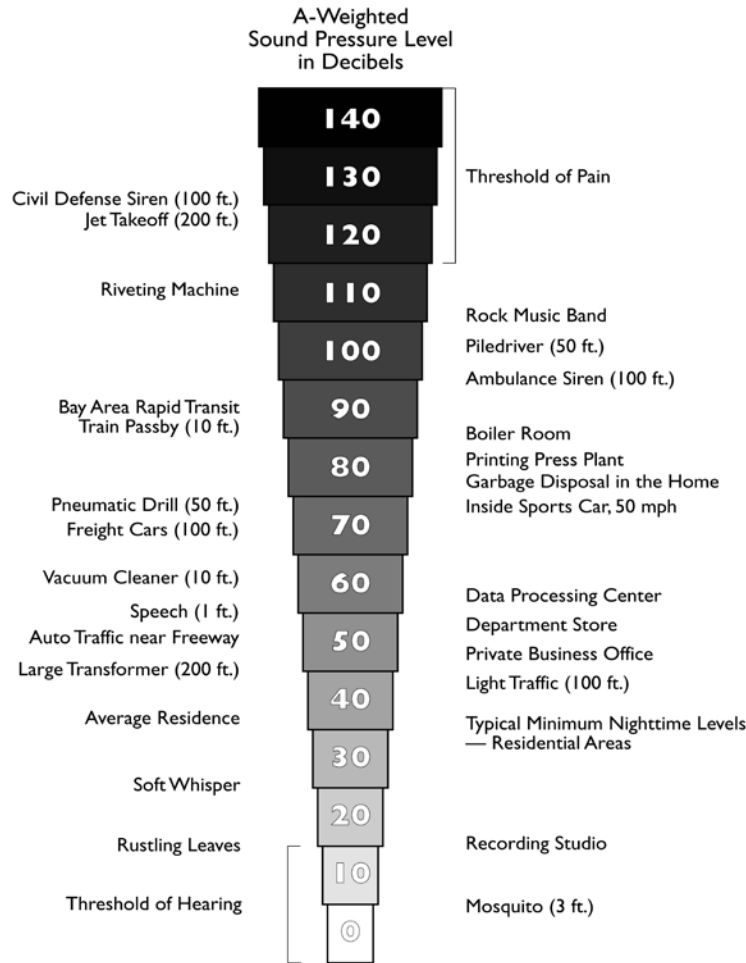 A-Weighted
Sound Pressure Level
in Decibels
140
130
Threshold of Pain
Civil Defense Siren (100 ft.)
Jet Takeoff (200 ft.)
120
Riveting Machine
110
Rock Music Band
100
Piledriver (50 ft.)
Ambulance Siren (100 ft.)
Bay Area Rapid Transit
Train Passby (10 ft.)
90
Boiler Room
80
Printing Press Plant
Garbage Disposal in the Home
Pneumatic Drill (50 ft.)
Inside Sports Car, 50 mph
Freight Cars (100 ft.)
70
Vacuum Cleaner (10 ft.)
60
Data Processing Center
Speech (1 ft.)
Department Store
Auto Traffic near Freeway
50
Private Business Office
Large Transformer (200 ft.)
Light Traffic (100 ft.)
40
Average Residence
Typical Minimum Nighttime Levels
— Residential Areas
30
Soft Whisper
20
Rustling Leaves
Recording Studio
10
Threshold of Hearing
Mosquito (3 ft.)
0